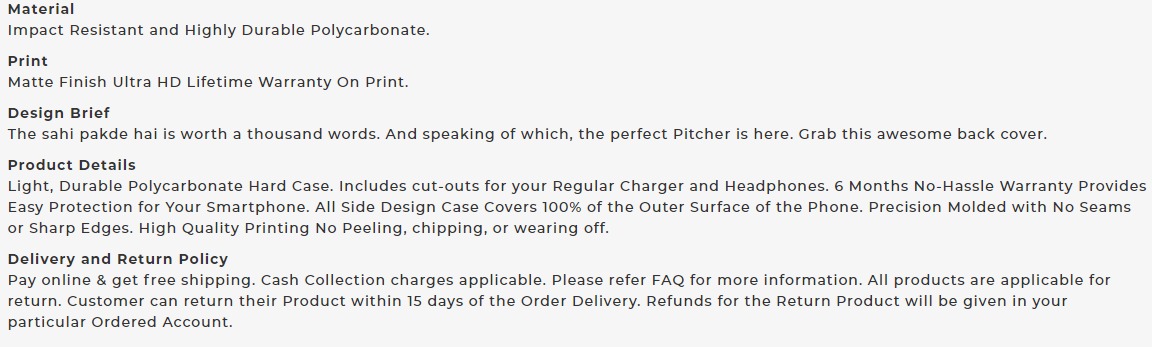 Material
Impact Resistant and Highly Durable Polycarbonate.
Print
Matte Finish Ultra HD Lifetime Warranty On Print.
Design Brief
The sahi pakde hai is worth a thousand words. And speaking of which, the perfect Pitcher is here. Grab this awesome back cover.
Product Details
Light, Durable Polycarbonate Hard Case. Includes cut-outs for your Regular Charger and Headphones. 6 Months No-Hassle Warranty Provides
Easy Protection for Your Smartphone. All Side Design Case Covers 100% of the Outer Surface of the Phone. Precision Molded with No Seams
or Sharp Edges. High Quality Printing No Peeling, chipping, or wearing off.
Delivery and Return Policy
Pay online & get free shipping. Cash Collection charges applicable. Please refer FAQ for more information. All products are applicable for
return. Customer can return their Product within 15 days of the Order Delivery. Refunds for the Return Product will be given in your
particular Ordered Account.